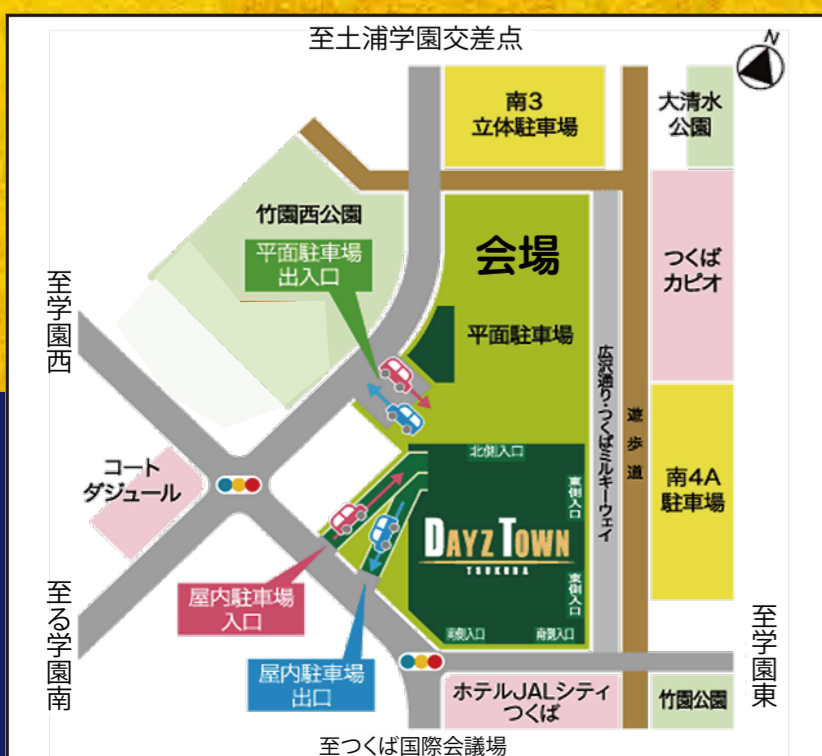 至土浦学園交差点
N
南3
立体駐車場
大清水
公園
竹園西公園
平面駐車場
出入口
会場
つくば
カピオ
至学園西
平面駐車場
広沢通り・つくばミルキーウェイ
遊歩道
コート
ダジュール
北側入口
東側入口
南4A
駐車場
DAYZ TOWN
TSUKUBA
屋内駐車場
入口
東側入口
至る学園南
南側入口
南側入口
至学園東
屋内駐車場
出口
ホテルJALシティ
つくば
竹園公園
至つくば国際会議場